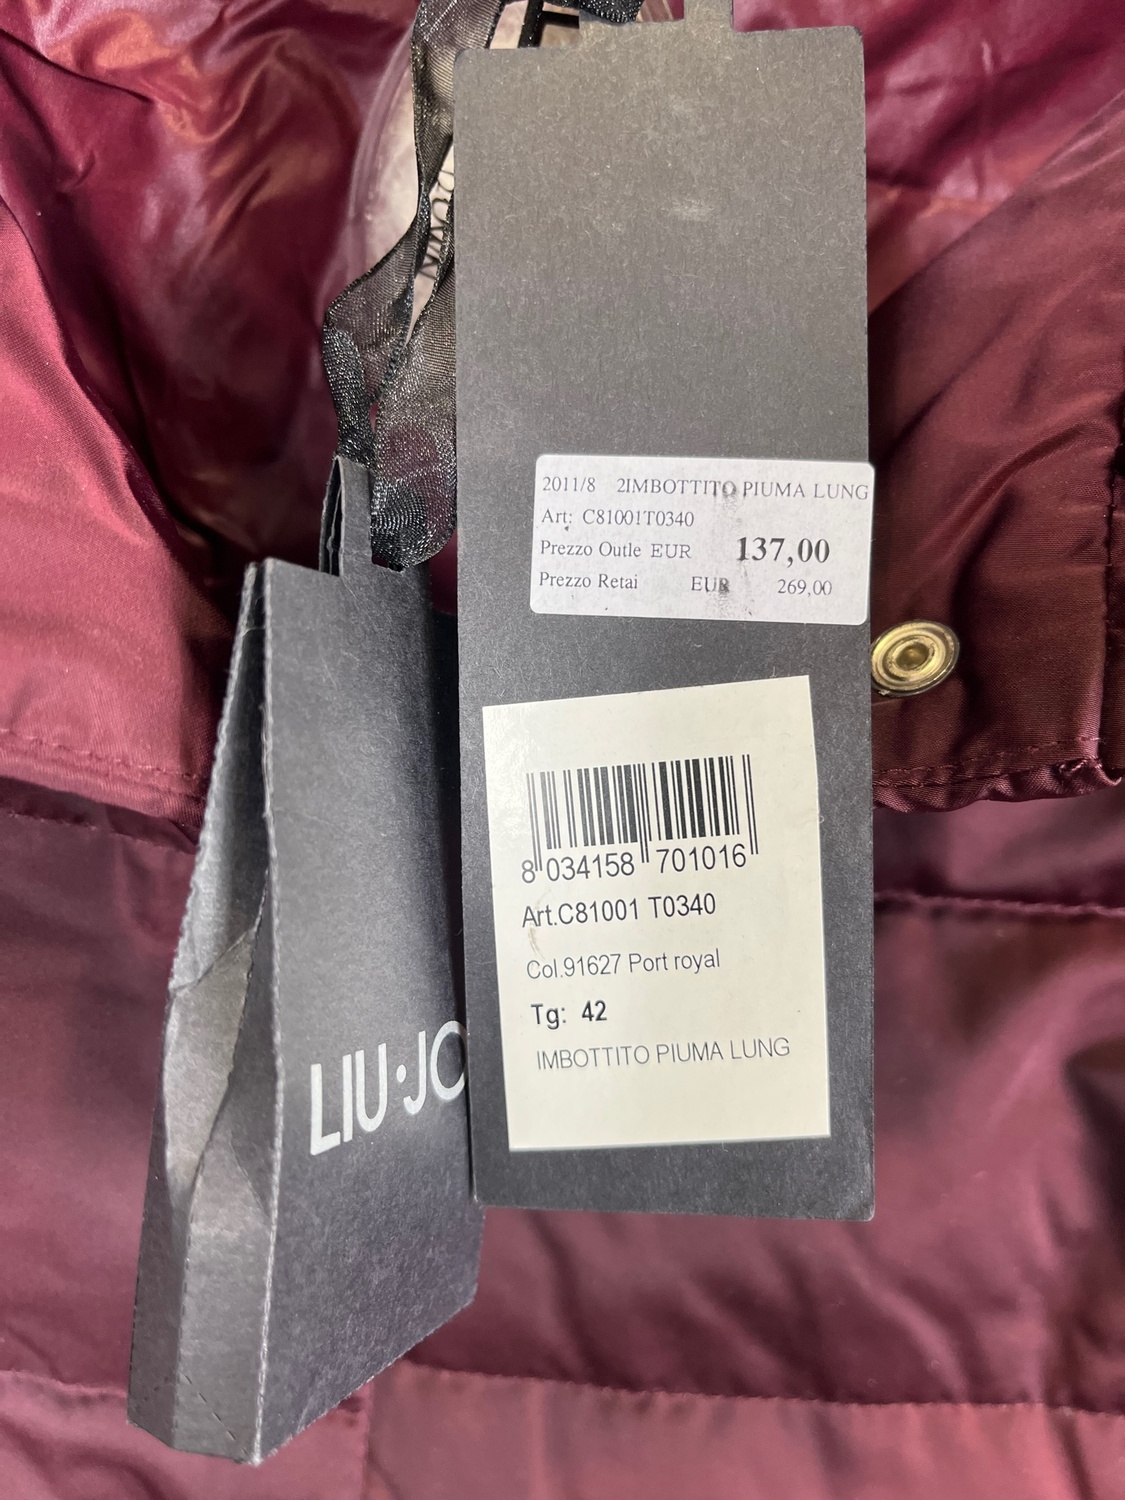 2011/8 2IMBOTTITO PIUMA LUNG
Art: C81001T0340
Prezzo Outle EUR 137,00
Prezzo Retai EUR 269,00
8 034158 701016
Art.C81001 T0340
Col.91627 Port royal
Tg: 42
IMBOTTITO PIUMA LUNG
LIU·JO